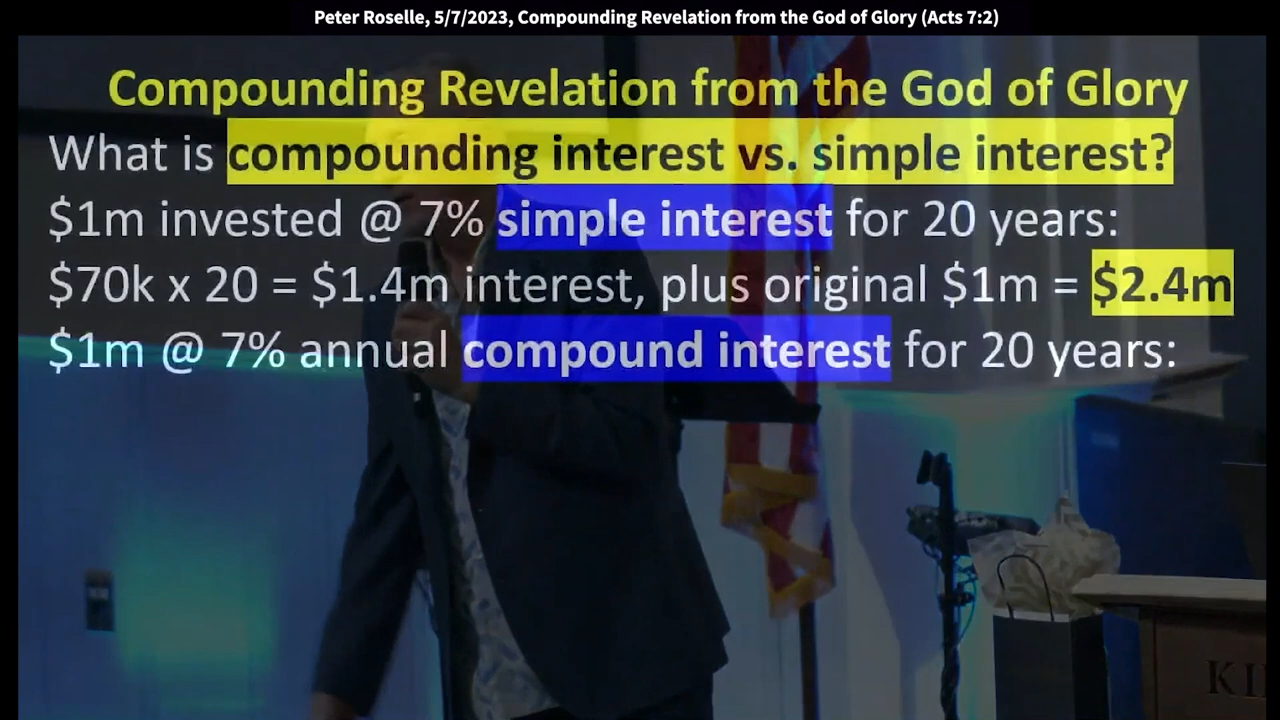 Peter Roselle, 5/7/2023, Compounding Revelation from the God of Glory (Acts 7:2)
Compounding Revelation from the God of Glory
What is compounding interest vs. simple interest?
$1m invested @ 7% simple interest for 20 years:
$70k x 20 = $1.4m interest, plus original $1m = $2.4m
$1m @ 7% annual compound interest for 20 years:
KI